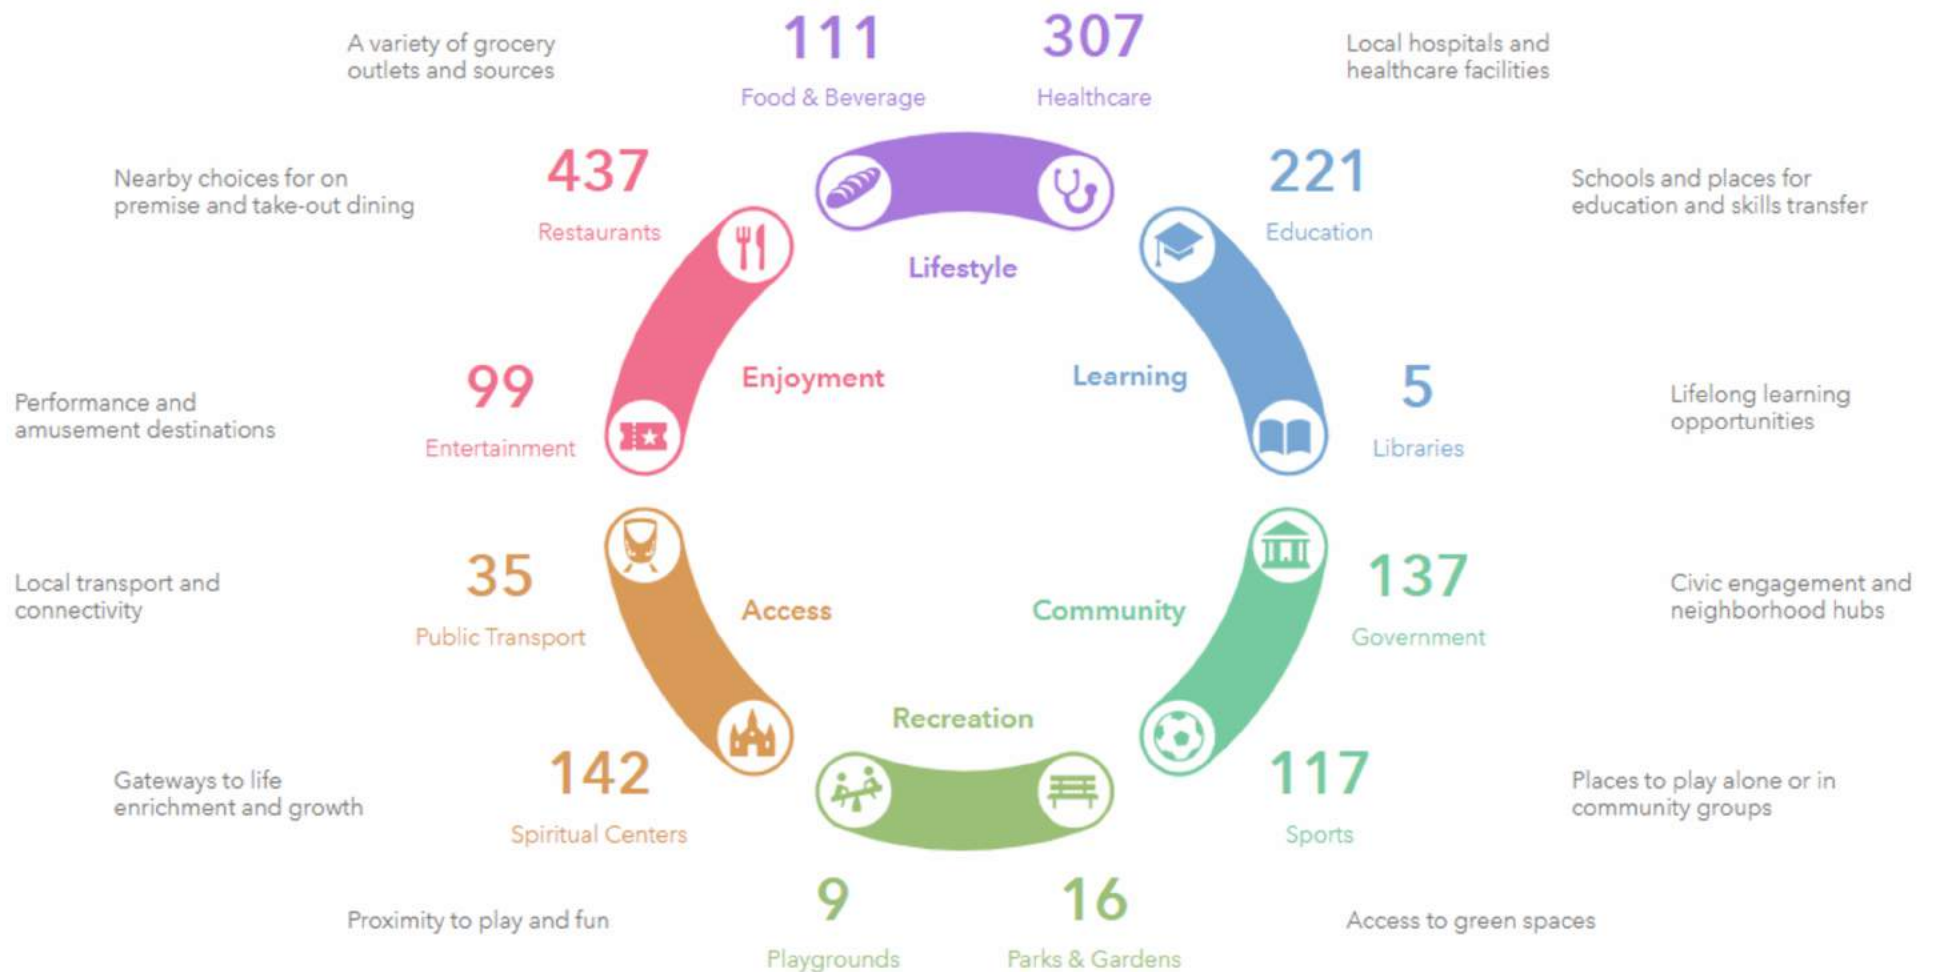 111
307
A variety of grocery
outlets and sources
Food & Beverage
Healthcare
Local hospitals and
healthcare facilities
Nearby choices for on
premise and take-out dining
437
Restaurants
221
Education
Schools and places for
education and skills transfer
Lifestyle
Enjoyment
Learning
Performance and
amusement destinations
99
Entertainment
5
Libraries
Lifelong learning
opportunities
Local transport and
connectivity
35
Public Transport
Access
Community
137
Government
Civic engagement and
neighborhood hubs
Recreation
Gateways to life
enrichment and growth
142
Spiritual Centers
117
Sports
Places to play alone or in
community groups
Proximity to play and fun
9
Playgrounds
16
Parks & Gardens
Access to green spaces